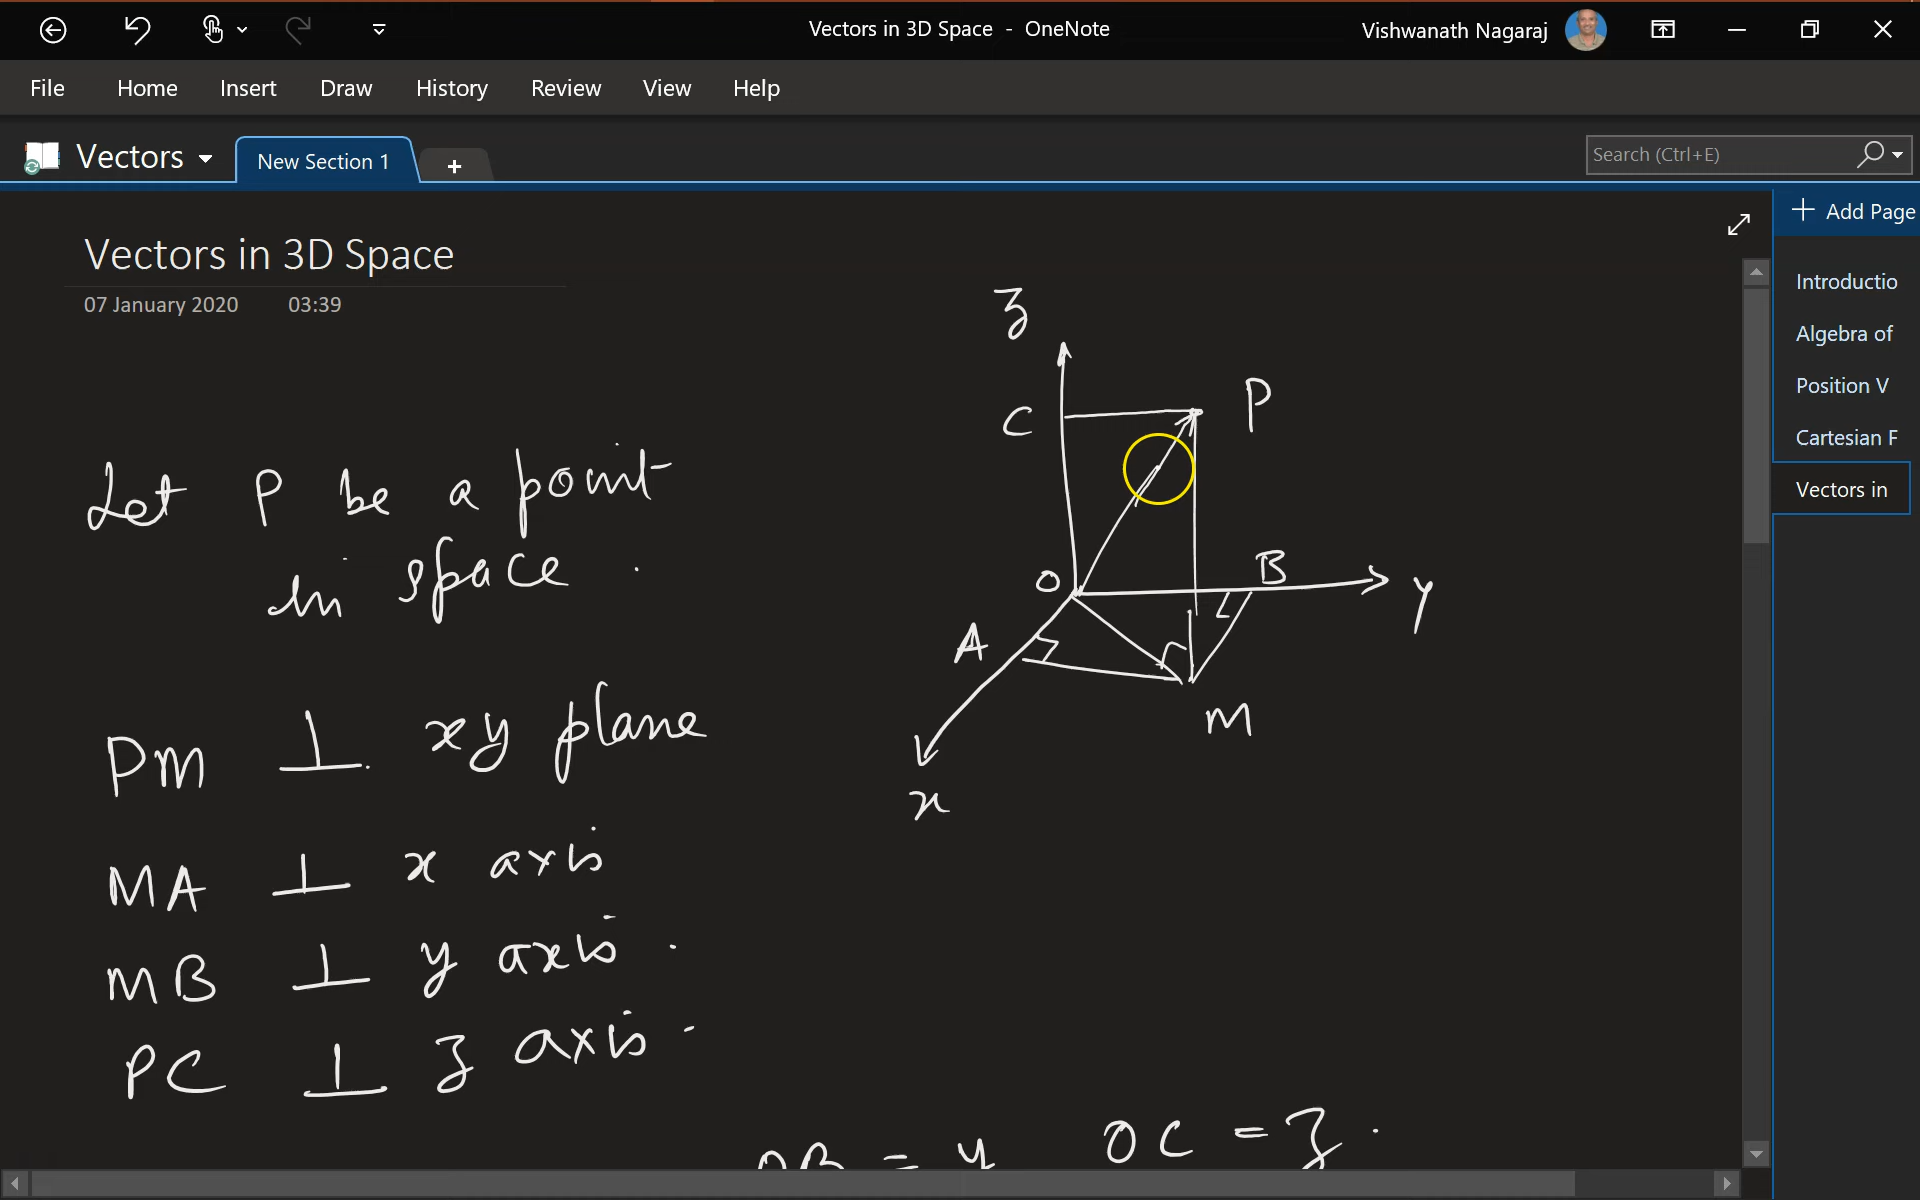 Vectors in 3D Space - OneNote
Vishwanath Nagaraj
File Home Insert Draw History Review View Help
Vectors
New Section 1
+
Search (Ctrl+E)
Add Page
Introductio
Algebra of
Position V
Cartesian F
Vectors in
Vectors in 3D Space
07 January 2020 03:39
Let P be a point
in space .
PM ⊥ xy plane
MA ⊥ x axis
MB ⊥ y axis .
PC ⊥ z axis .
z
C
P
O
B
y
A
M
x
OB = y OC = z .